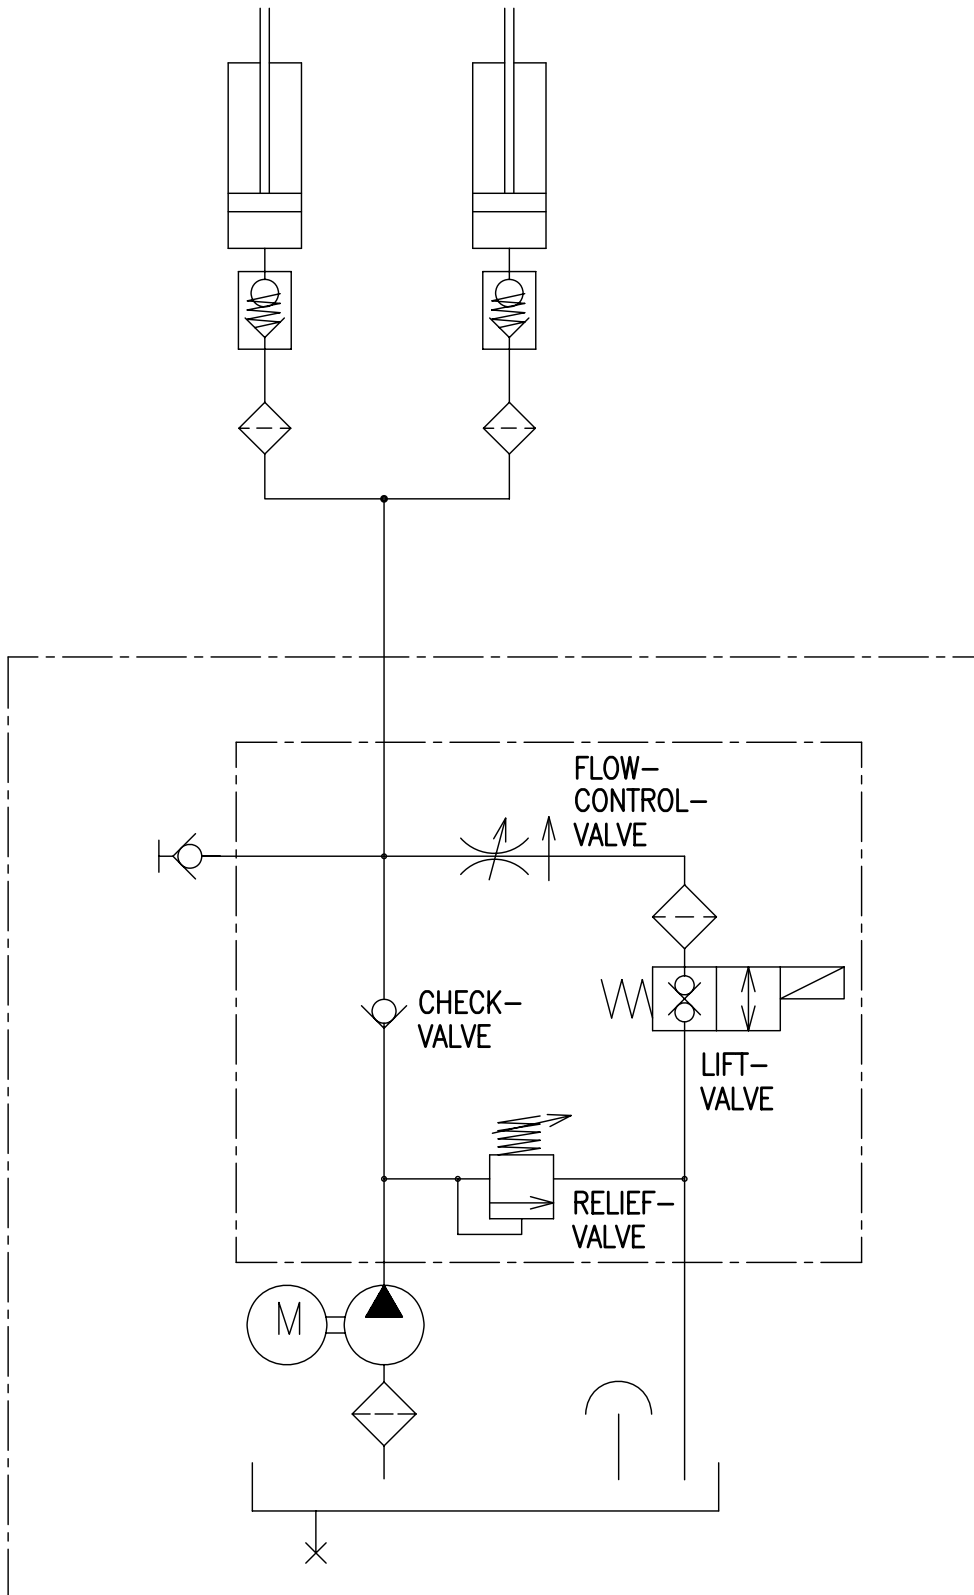 FLOW-
CONTROL-
VALVE
CHECK-
VALVE
LIFT-
VALVE
RELIEF-
VALVE
M